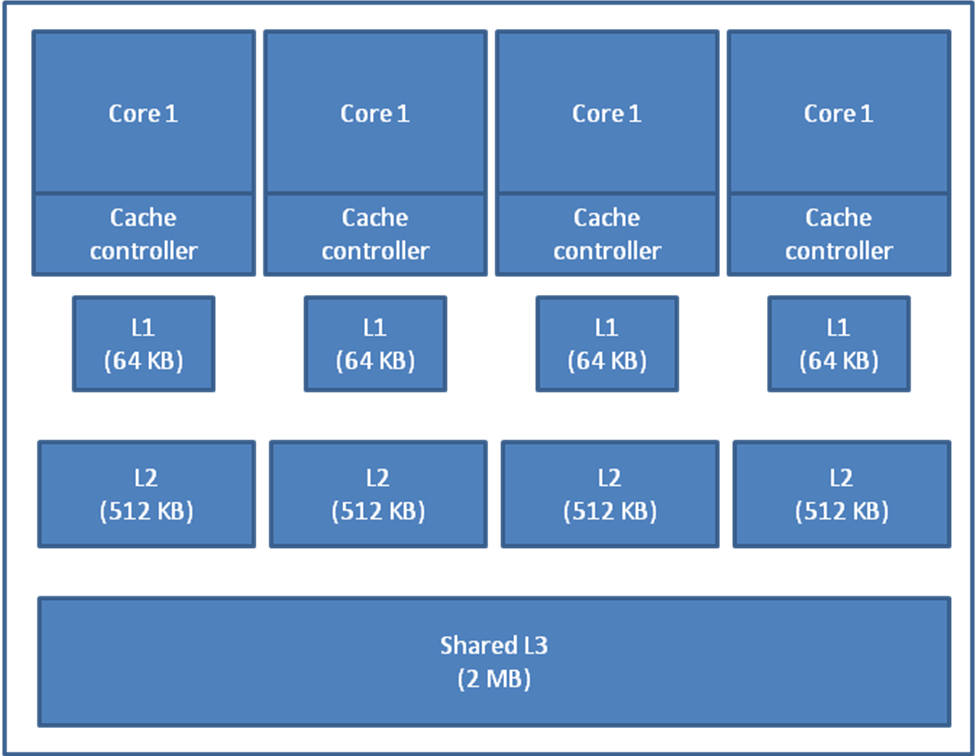 Core 1
Core 1
Core 1
Core 1
Cache
controller
Cache
controller
Cache
controller
Cache
controller
L1
(64 KB)
L1
(64 KB)
L1
(64 KB)
L1
(64 KB)
L2
(512 KB)
L2
(512 KB)
L2
(512 KB)
L2
(512 KB)
Shared L3
(2 MB)